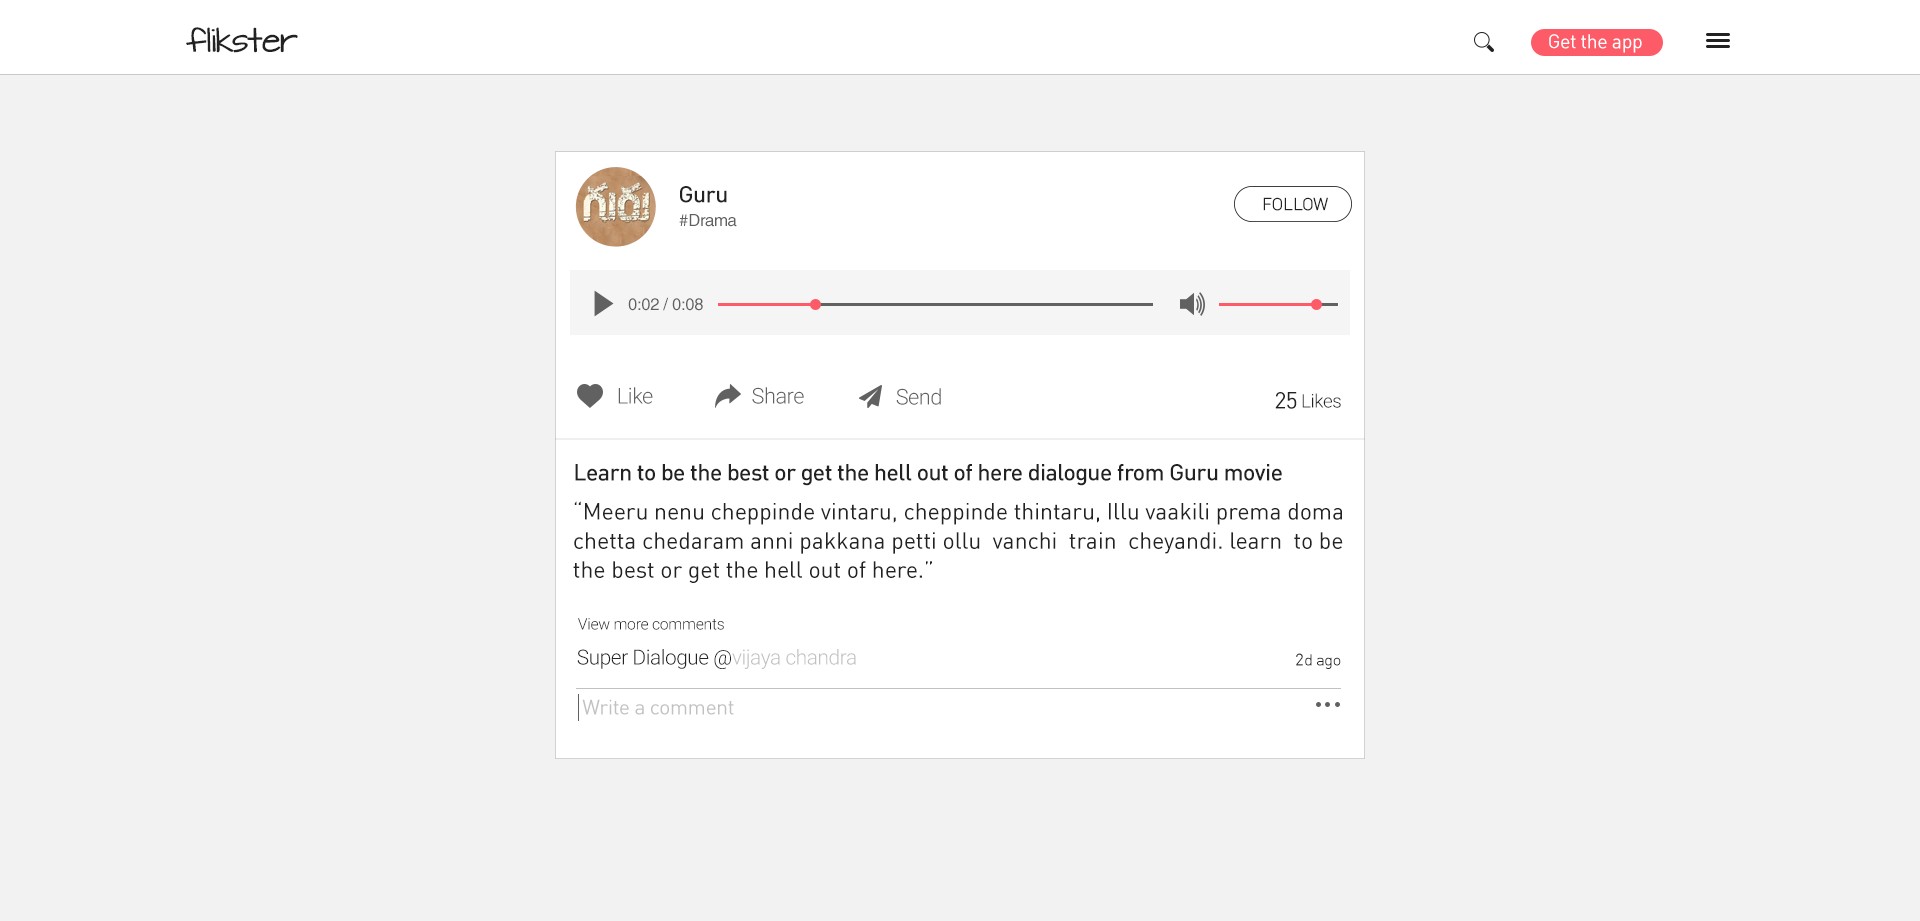 flikster
Get the app
గురు
Guru
#Drama
FOLLOW
0:02 / 0:08
Like
Share
Send
25 Likes
Learn to be the best or get the hell out of here dialogue from Guru movie
“Meeru nenu cheppinde vintaru, cheppinde thintaru, Illu vaakili prema doma
chetta chedaram anni pakkana petti ollu vanchi train cheyandi. learn to be
the best or get the hell out of here.”
View more comments
Super Dialogue @vijaya chandra
2d ago
Write a comment